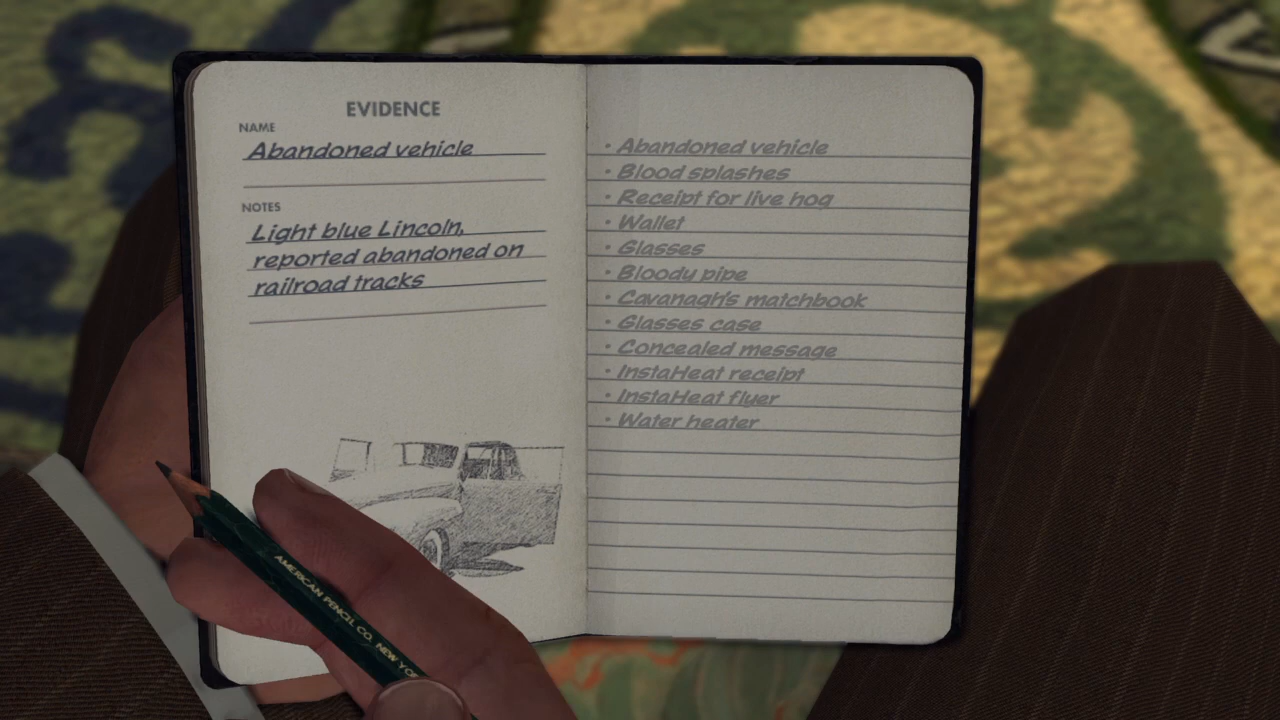 EVIDENCE
NAME
Abandoned vehicle
NOTES
Light blue Lincoln,
reported abandoned on
railroad tracks
• Abandoned vehicle
• Blood splashes
• Receipt for live hog
• Wallet
• Glasses
• Bloody pipe
• Cavanagh's matchbook
• Glasses case
• Concealed message
• InstaHeat receipt
• InstaHeat flyer
• Water heater
AMERICAN PENCIL CO. NEW YO